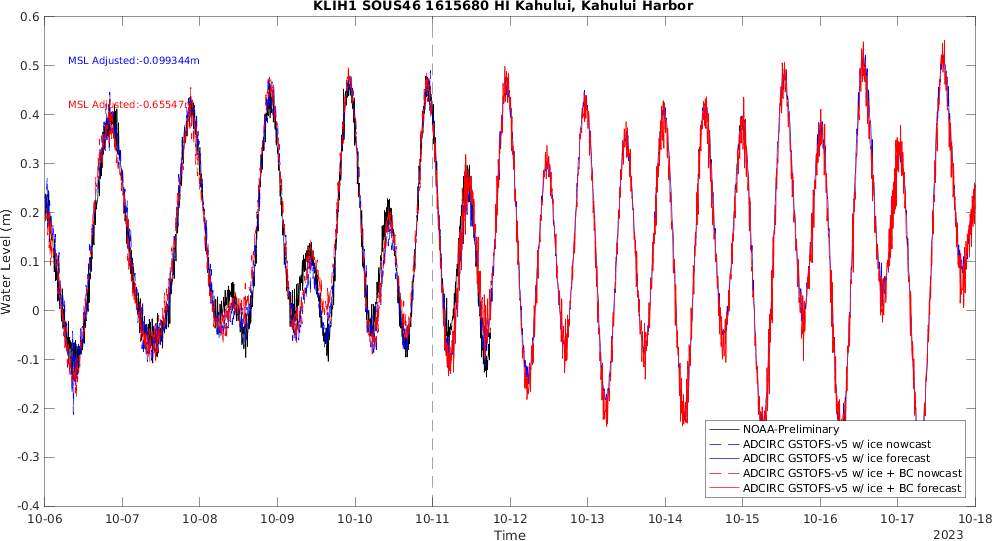 KLIH1 SOUS46 1615680 HI Kahului, Kahului Harbor
0.6
0.5
0.4
0.3
0.2
0.1
0
-0.1
-0.2
-0.3
-0.4
Water Level (m)
MSL Adjusted:-0.099344m
MSL Adjusted:-0.65547m
NOAA-Preliminary
ADCIRC GSTOFS-v5 w/ ice nowcast
ADCIRC GSTOFS-v5 w/ ice forecast
ADCIRC GSTOFS-v5 w/ ice + BC nowcast
ADCIRC GSTOFS-v5 w/ ice + BC forecast
10-06 10-07 10-08 10-09 10-10 10-11 10-12 10-13 10-14 10-15 10-16 10-17 10-18
Time
2023